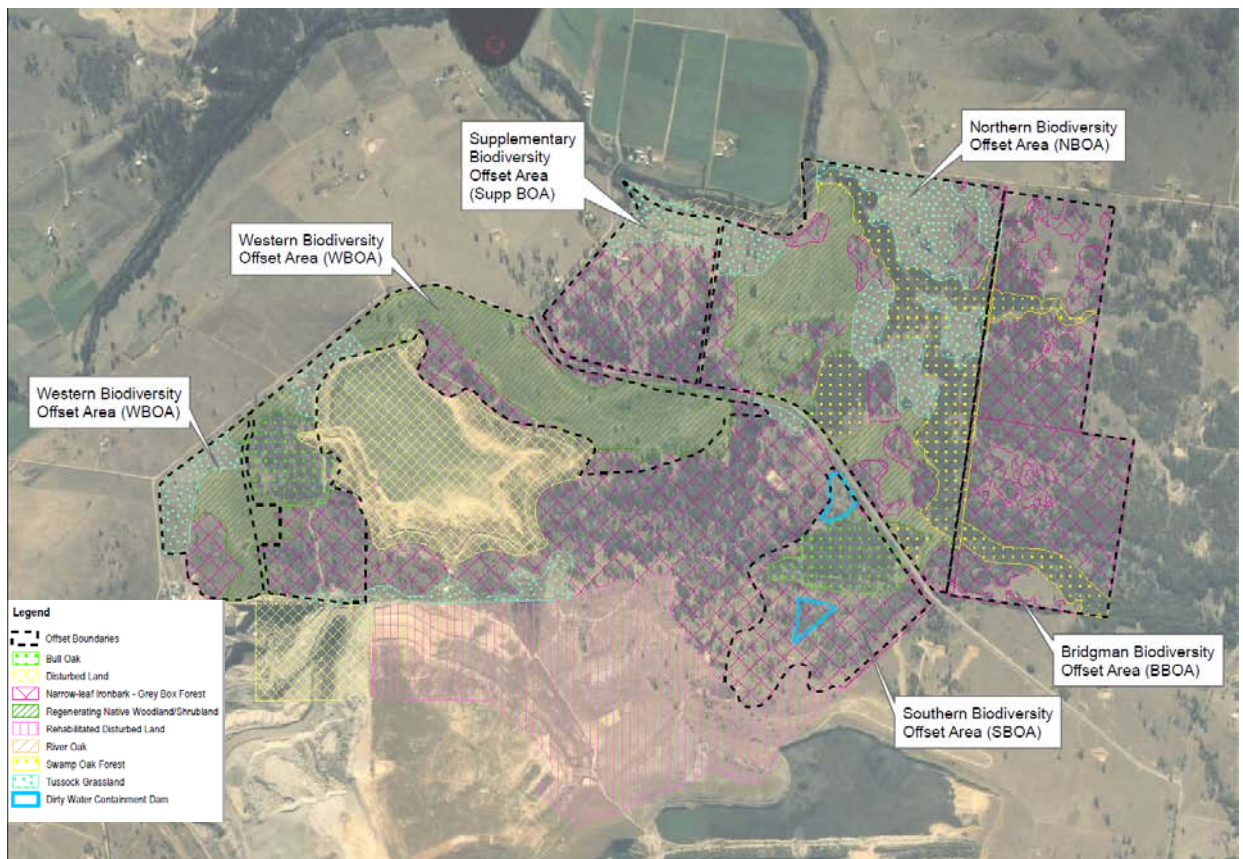 Northern Biodiversity
Offset Area (NBOA)
Supplementary
Biodiversity
Offset Area
(Supp BOA)
Western Biodiversity
Offset Area (WBOA)
Western Biodiversity
Offset Area (WBOA)
Bridgman Biodiversity
Offset Area (BBOA)
Southern Biodiversity
Offset Area (SBOA)
Legend
Offset Boundaries
Bull Oak
Disturbed Land
Narrow-leaf Ironbark - Grey Box Forest
Regenerating Native Woodland/Shrubland
Rehabilitated Disturbed Land
River Oak
Swamp Oak Forest
Tussock Grassland
Dirty Water Containment Dam